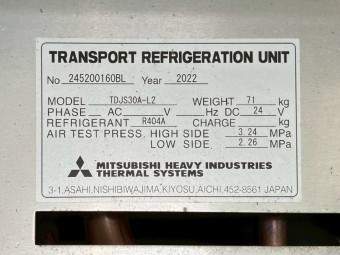 TRANSPORT REFRIGERATION UNIT
No 245200160BL Year 2022
MODEL TDJS30A-L2 WEIGHT 71 kg
PHASE AC V Hz DC 24 V
REFRIGERANT R404A CHARGE kg
AIR TEST PRESS. HIGH SIDE 3.24 MPa
LOW SIDE 2.26 MPa
MITSUBISHI HEAVY INDUSTRIES
THERMAL SYSTEMS
3-1,ASAHI,NISHIBIWAJIMA,KIYOSU,AICHI,452-8561 JAPAN